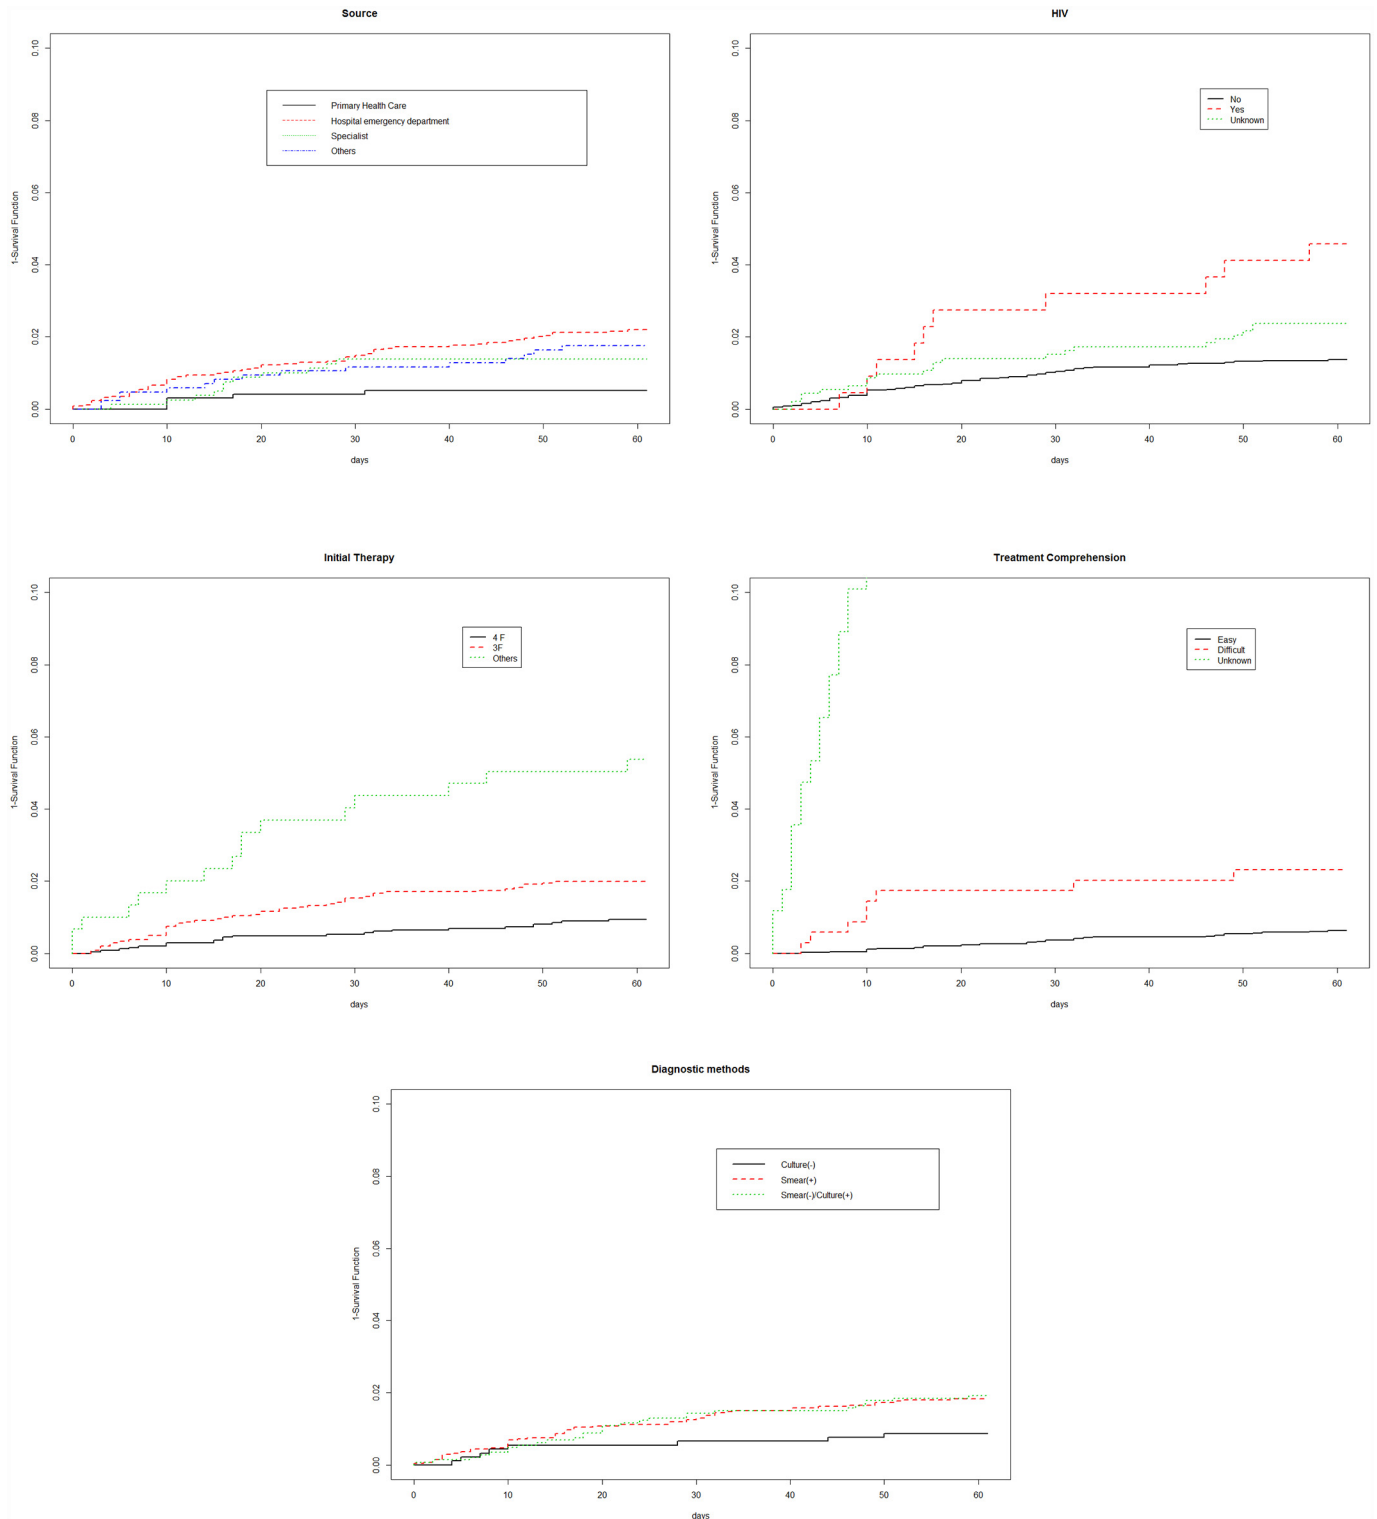 Source
0.10
0.08
0.06
0.04
0.02
0.00
1-Survival Function
Primary Health Care
Hospital emergency department
Specialist
Others
0 10 20 30 40 50 60
days
HIV
0.10
0.08
0.06
0.04
0.02
0.00
1-Survival Function
No
Yes
Unknown
0 10 20 30 40 50 60
days
Initial Therapy
0.10
0.08
0.06
0.04
0.02
0.00
1-Survival Function
4 F
3F
Others
0 10 20 30 40 50 60
days
Treatment Comprehension
0.10
0.08
0.06
0.04
0.02
0.00
1-Survival Function
Easy
Difficult
Unknown
0 10 20 30 40 50 60
days
Diagnostic methods
0.10
0.08
0.06
0.04
0.02
0.00
1-Survival Function
Culture(-)
Smear(+)
Smear(-)/Culture(+)
0 10 20 30 40 50 60
days